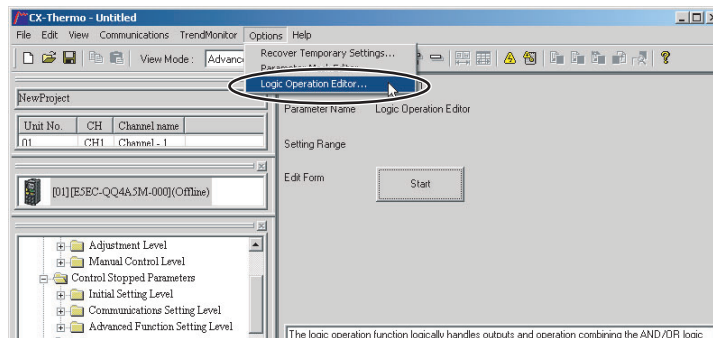 CX-Thermo - Untitled
File Edit View Communications TrendMonitor Options Help
View Mode: Advanc
Recover Temporary Settings...
Logic Operation Editor...
NewProject
Parameter Name Logic Operation Editor
Unit No. CH Channel name
01 CH1 Channel - 1
Setting Range
[01][E5EC-QQ4A5M-000](Offline)
Edit Form Start
Adjustment Level
Manual Control Level
Control Stopped Parameters
Initial Setting Level
Communications Setting Level
Advanced Function Setting Level
The logic operation function logically handles outputs and operation combining the AND/OR logic